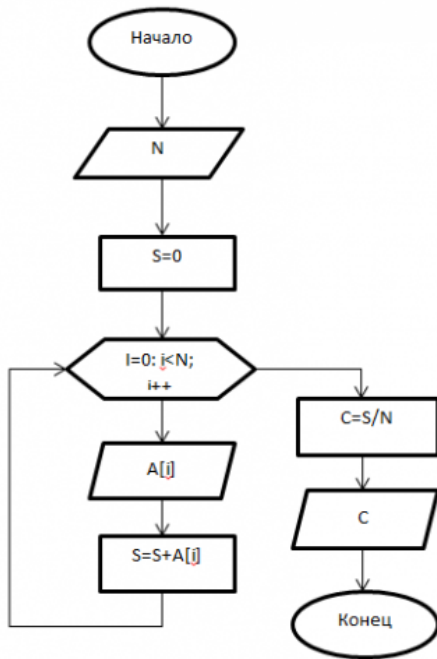 Начало
N
S=0
I=0: i<N;
i++
A[i]
S=S+A[i]
C=S/N
C
Конец